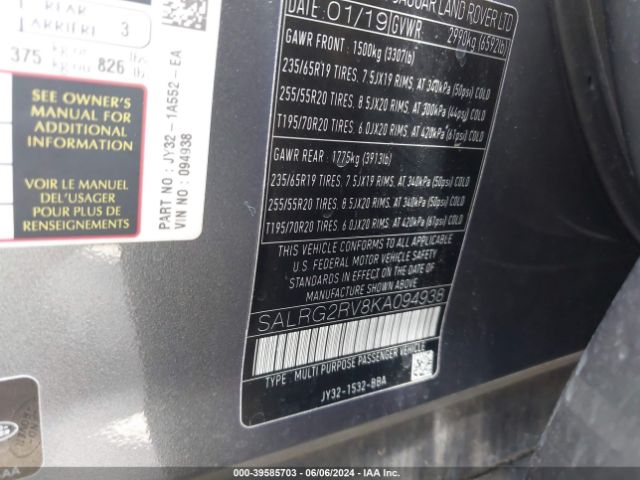 1 REAR
1 ARRIÈRE 3
375
826
SEE OWNER'S
MANUAL FOR
ADDITIONAL
INFORMATION
VOIR LE MANUEL
DE L'USAGER
POUR PLUS DE
RENSEIGNEMENTS
PART NO : JY32-1A552-EA
VIN NO : 094938
JAGUAR LAND ROVER LTD
01/19 GVWR 2990kg (6592lb)
GAWR FRONT : 1500kg (3307lb)
235/65R19 TIRES, 7.5JX19 RIMS, AT 340kPa (50psi) COLD
255/55R20 TIRES, 8.5JX20 RIMS, AT 300kPa (44psi) COLD
T195/70R20 TIRES, 6.0JX20 RIMS, AT 420kPa (61psi) COLD
GAWR REAR : 1775kg (3913lb)
235/65R19 TIRES, 7.5JX19 RIMS, AT 340kPa (50psi) COLD
255/55R20 TIRES, 8.5JX20 RIMS, AT 340kPa (50psi) COLD
T195/70R20 TIRES, 6.0JX20 RIMS, AT 420kPa (61psi) COLD
THIS VEHICLE CONFORMS TO ALL APPLICABLE
U.S. FEDERAL MOTOR VEHICLE SAFETY
STANDARDS IN EFFECT ON THE DATE OF
MANUFACTURE SHOWN ABOVE.
SALRG2RV8KA094938
TYPE : MULTI PURPOSE PASSENGER VEHICLE
JY32-1532-BBA
000-39585703 - 06/06/2024 - IAA Inc.